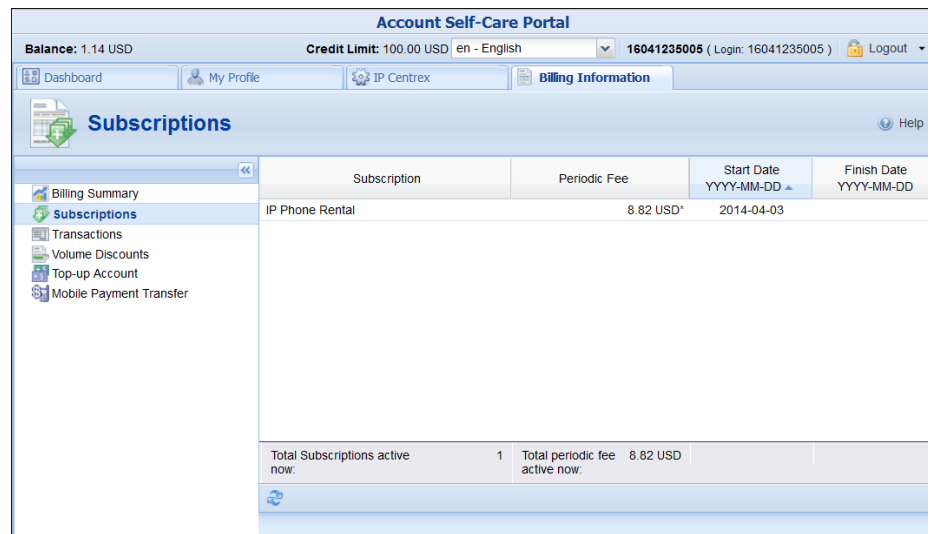 Account Self-Care Portal
Balance: 1.14 USD Credit Limit: 100.00 USD en - English 16041235005 ( Login: 16041235005 ) Logout
Dashboard My Profile IP Centrex Billing Information
Subscriptions Help
Subscription Periodic Fee Start Date Finish Date
YYYY-MM-DD YYYY-MM-DD
Billing Summary
Subscriptions IP Phone Rental 8.82 USD* 2014-04-03
Transactions
Volume Discounts
Top-up Account
Mobile Payment Transfer
Total Subscriptions active 1 Total periodic fee 8.82 USD
now: active now: